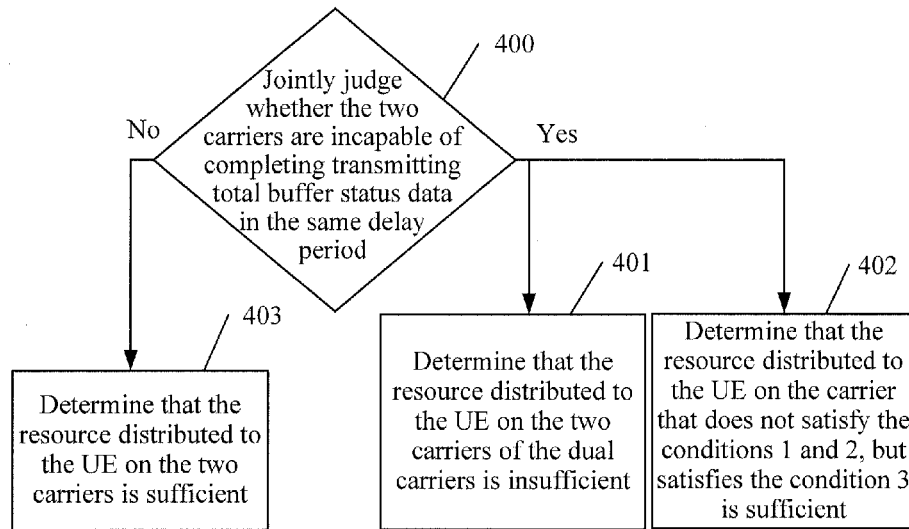 400
Jointly judge
whether the two
carriers are incapable of
completing transmitting
total buffer status data
in the same delay
period
No
Yes
403
Determine that the
resource distributed to
the UE on the two
carriers is sufficient
401
Determine that the
resource distributed to
the UE on the two
carriers of the dual
carriers is insufficient
402
Determine that the
resource distributed to
the UE on the carrier
that does not satisfy the
conditions 1 and 2, but
satisfies the condition 3
is sufficient